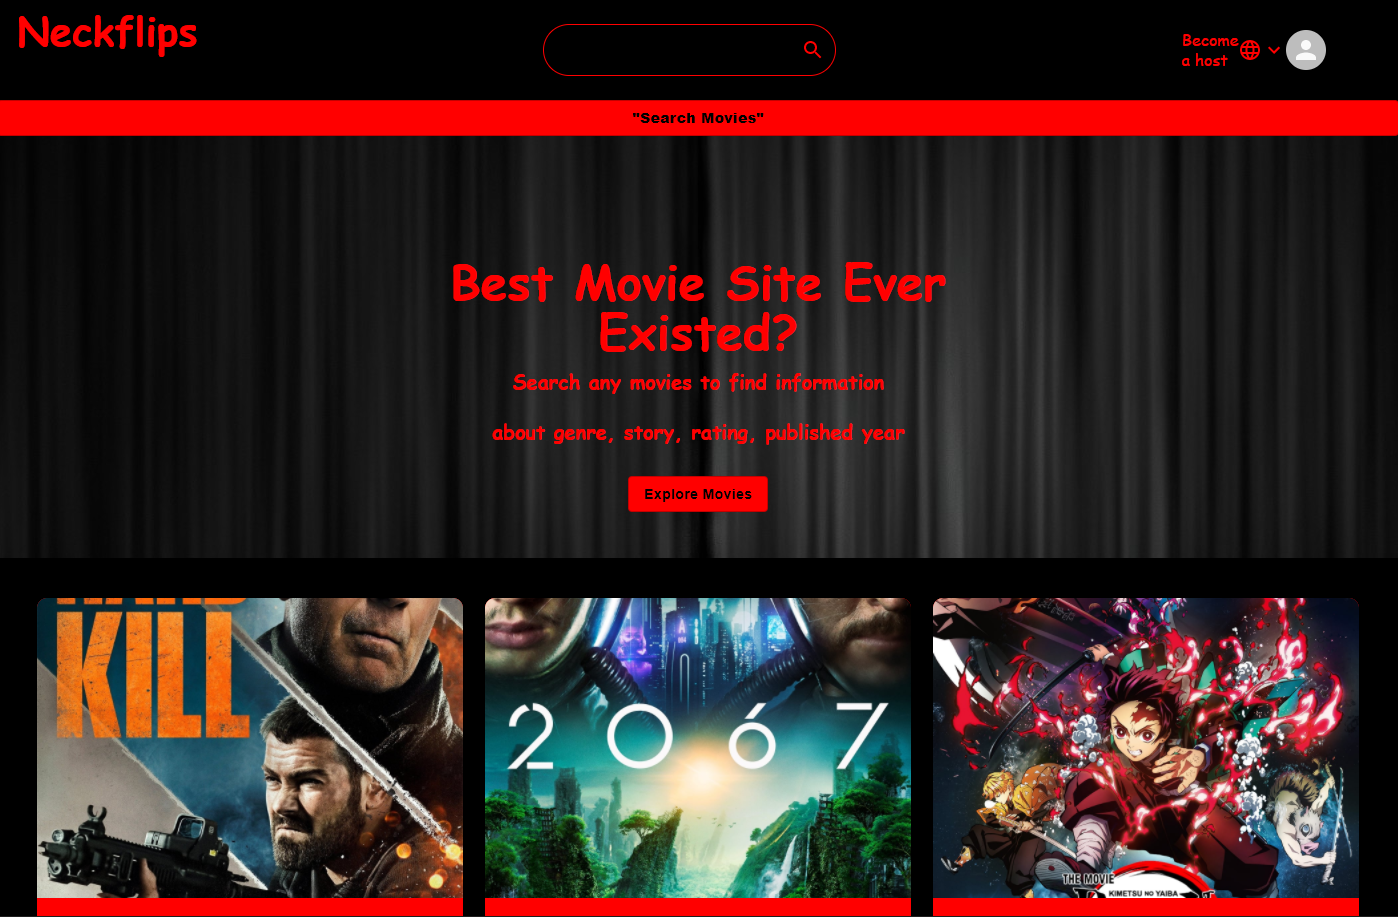 Neckflips
Become
a host
"Search Movies"
Best Movie Site Ever
Existed?
Search any movies to find information
about genre, story, rating, published year
Explore Movies
KILL
2067
THE MOVIE
KIMETSU NO YAIBA